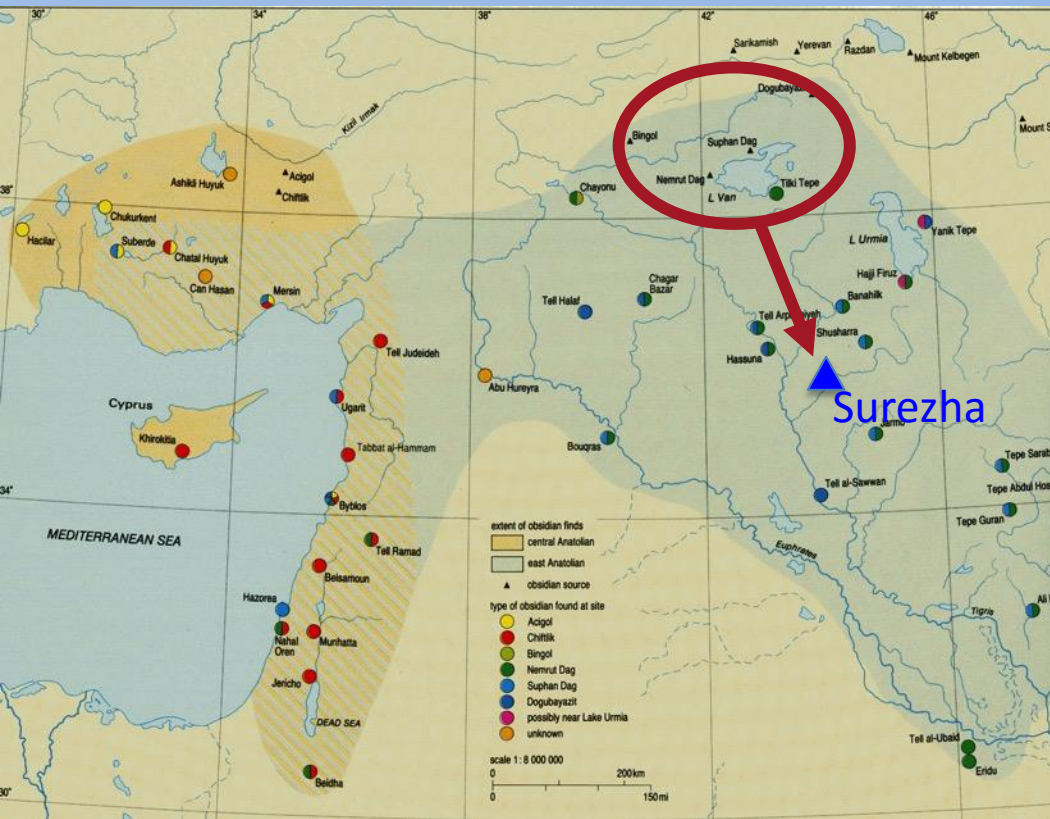 30°
34°
38°
42°
46°
Sarikamish
Yerevan
Razdan
Mount Kelbegen
Kizil Irmak
Bingol
Suphan Dag
Mount
Ashikli Huyuk
Acigol
Chiftlik
Nemrut Dag
Tilki Tepe
L Van
38°
Chayonu
Chukurkent
Hacilar
Suberde
Chatal Huyuk
Can Hasan
Mersin
L Urmia
Yanik Tepe
Hajji Firuz
Chagar
Bazar
Tell Halaf
Banahilk
Shusharra
Hassuna
Tell Judeideh
Abu Hureyra
Surezha
Cyprus
Ugarit
Khirokitia
Tabbat al-Hammam
Bouqras
Jarmo
Tepe Sarab
34°
Byblos
Tell al-Sawwan
Tepe Abdul Hos
Tepe Guran
MEDITERRANEAN SEA
Tell Ramad
Euphrates
Beisamoun
Hazorea
Nahal
Oren
Munhatta
Tigris
Ali
Jericho
DEAD SEA
Beidha
Tell al-Ubaid
Eridu
30°
extent of obsidian finds
central Anatolian
east Anatolian
obsidian source
type of obsidian found at site
Acigol
Chiftlik
Bingol
Nemrut Dag
Suphan Dag
Dogubayazit
possibly near Lake Urmia
unknown
scale 1: 8 000 000
0 200km
0 150mi